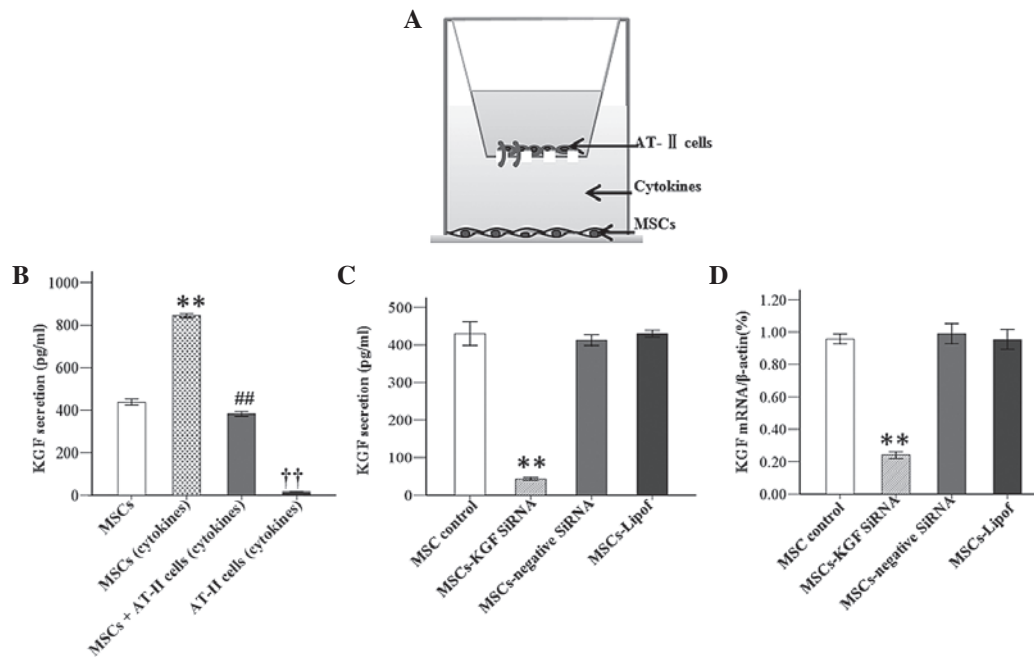 A
AT-Ⅱ cells
Cytokines
MSCs
B
KGF secretion (pg/ml)
1000
800
600
400
200
0
**
##
††
MSCs
MSCs (cytokines)
MSCs + AT-II cells (cytokines)
AT-II cells (cytokines)
C
KGF secretion (pg/ml)
500
400
300
200
100
0
**
MSC control
MSCs-KGF SiRNA
MSCs-negative SiRNA
MSCs-Lipof
D
KGF mRNA/β-actin(%)
1.20
1.00
0.80
0.60
0.40
0.20
0.00
**
MSC control
MSCs-KGF SiRNA
MSCs-negative SiRNA
MSCs-Lipof